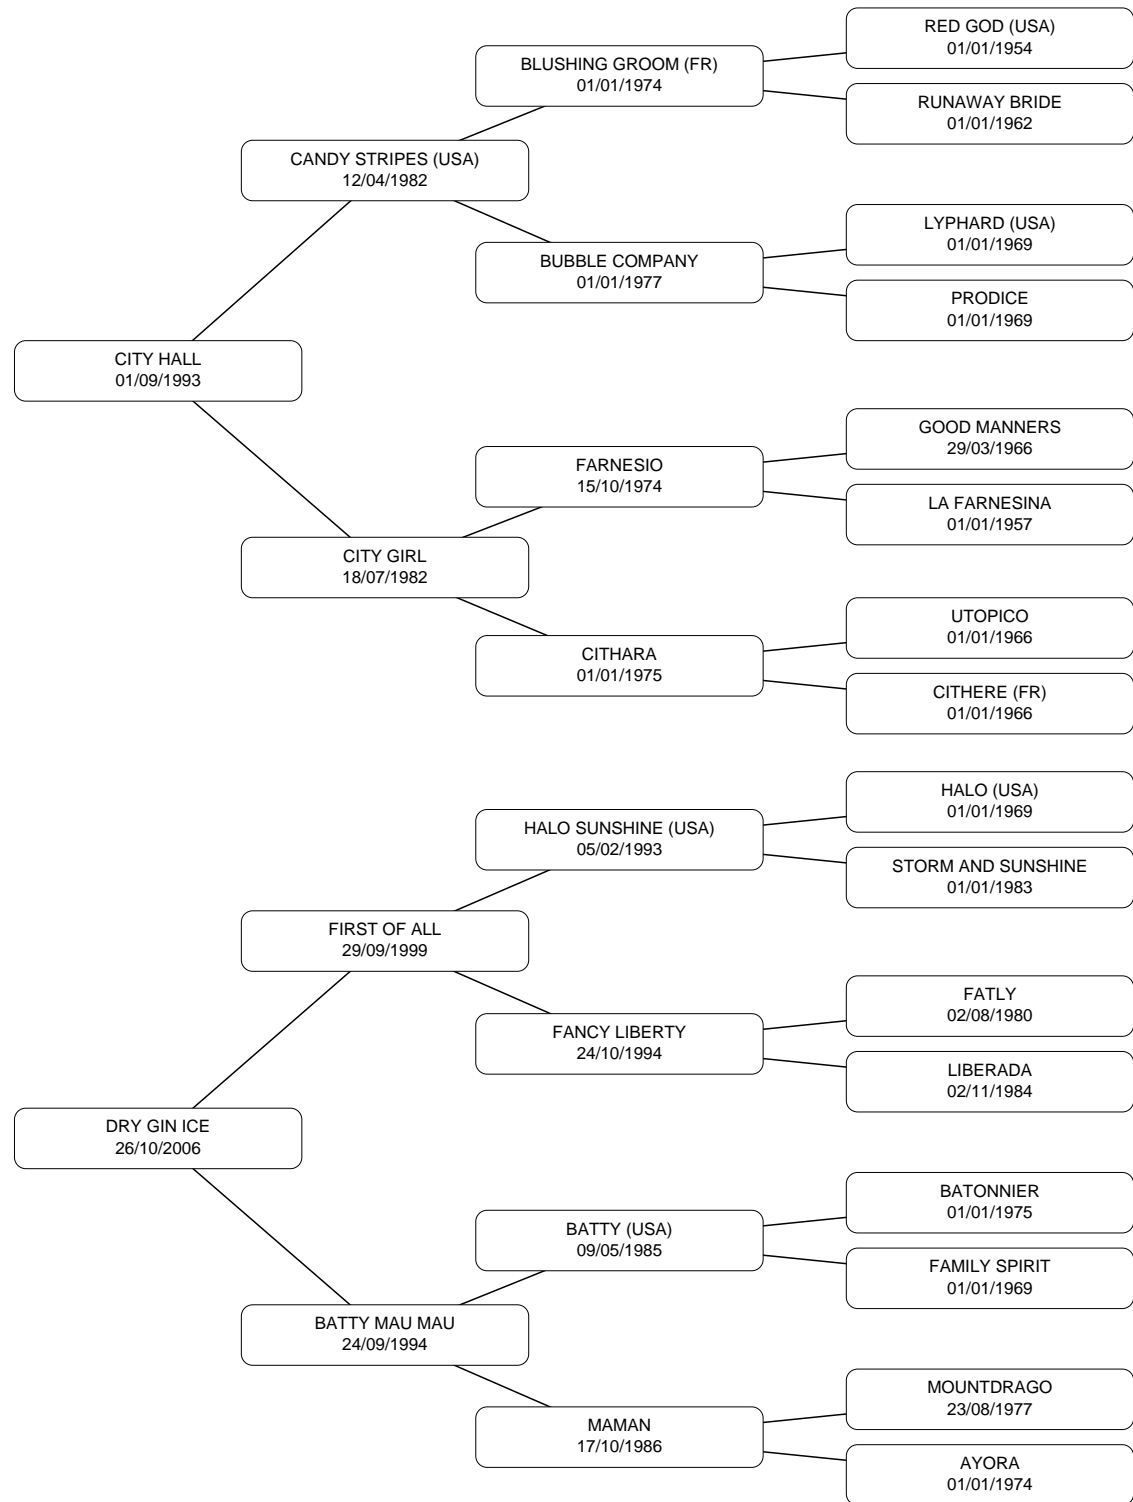 RED GOD (USA)
01/01/1954
BLUSHING GROOM (FR)
01/01/1974
RUNAWAY BRIDE
01/01/1962
CANDY STRIPES (USA)
12/04/1982
LYPHARD (USA)
01/01/1969
BUBBLE COMPANY
01/01/1977
PRODICE
01/01/1969
CITY HALL
01/09/1993
GOOD MANNERS
29/03/1966
FARNESIO
15/10/1974
LA FARNESINA
01/01/1957
CITY GIRL
18/07/1982
UTOPICO
01/01/1966
CITHARA
01/01/1975
CITHERE (FR)
01/01/1966
HALO (USA)
01/01/1969
HALO SUNSHINE (USA)
05/02/1993
STORM AND SUNSHINE
01/01/1983
FIRST OF ALL
29/09/1999
FATLY
02/08/1980
FANCY LIBERTY
24/10/1994
LIBERADA
02/11/1984
DRY GIN ICE
26/10/2006
BATONNIER
01/01/1975
BATTY (USA)
09/05/1985
FAMILY SPIRIT
01/01/1969
BATTY MAU MAU
24/09/1994
MOUNTDRAGO
23/08/1977
MAMAN
17/10/1986
AYORA
01/01/1974